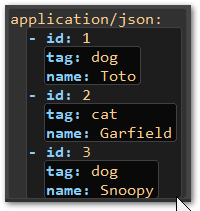 application/json:
- id: 1
tag: dog
name: Toto
- id: 2
tag: cat
name: Garfield
- id: 3
tag: dog
name: Snoopy